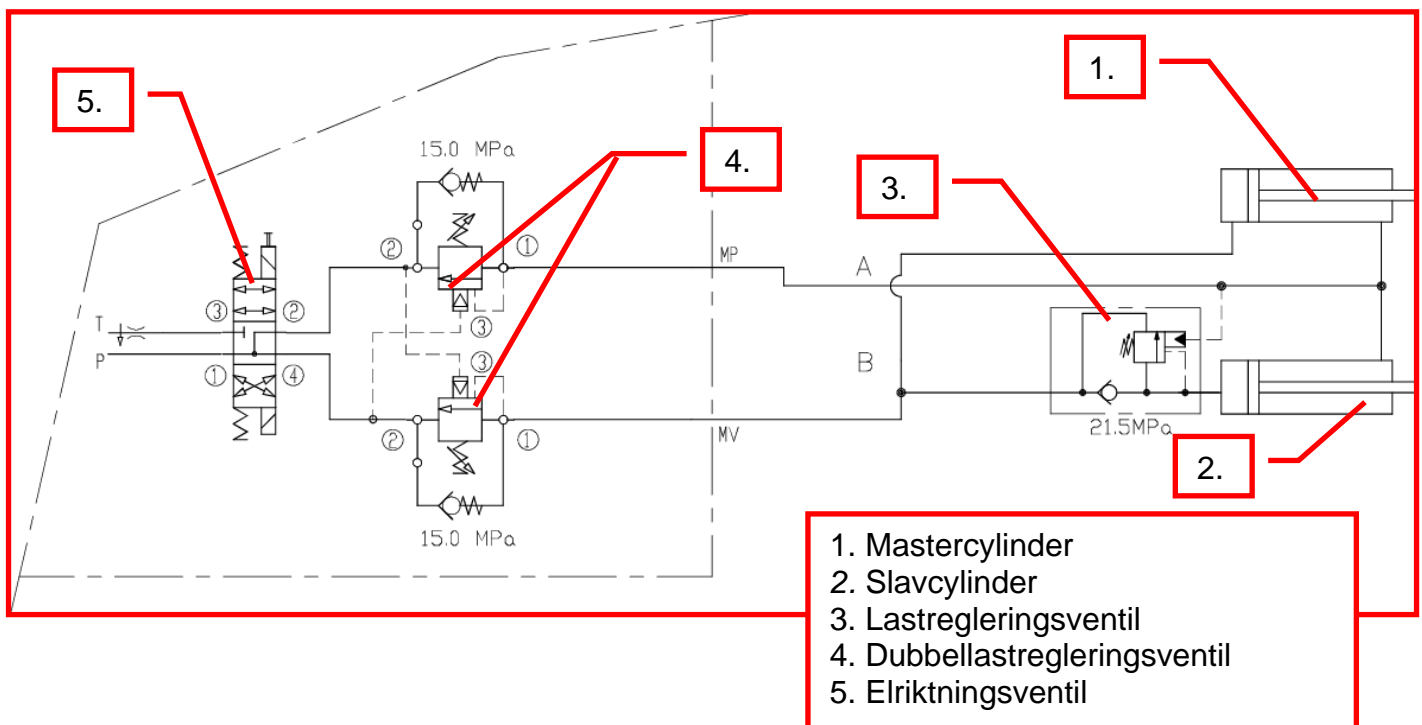 5.
15.0 MPa
4.
1.
3.
② ①
MP
A
③ ②
③
T
③
P
B
① ④
② ①
MV
21.5MPa
2.
15.0 MPa
1. Mastercylinder
2. Slavcylinder
3. Lastregleringsventil
4. Dubbellastregleringsventil
5. Elriktningsventil